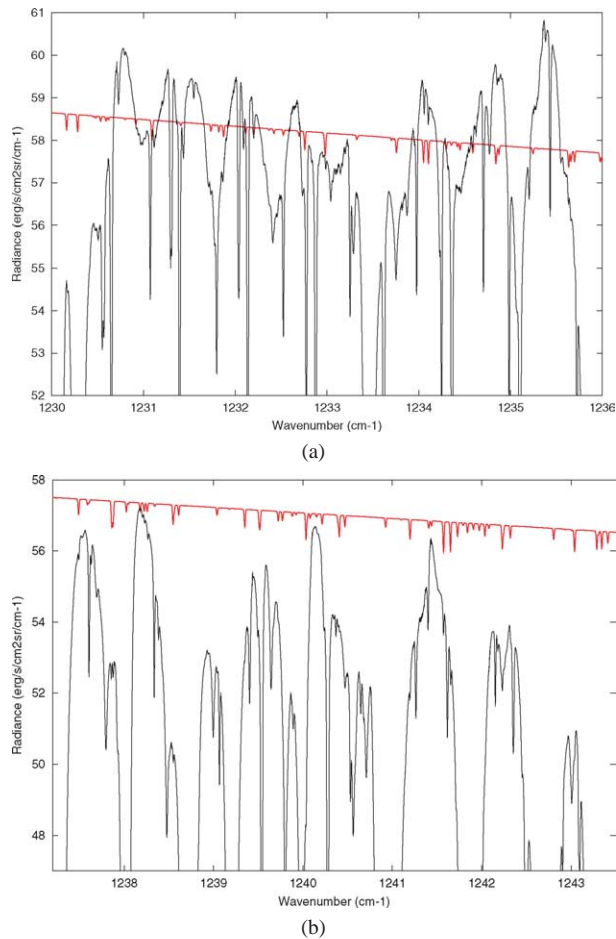 61
60
59
58
57
56
55
54
53
52
Radiance (erg/s/cm2sr/cm-1)
1230 1231 1232 1233 1234 1235 1236
Wavenumber (cm-1)
(a)
58
56
54
52
50
48
Radiance (erg/s/cm2sr/cm-1)
1238 1239 1240 1241 1242 1243
Wavenumber (cm-1)
(b)